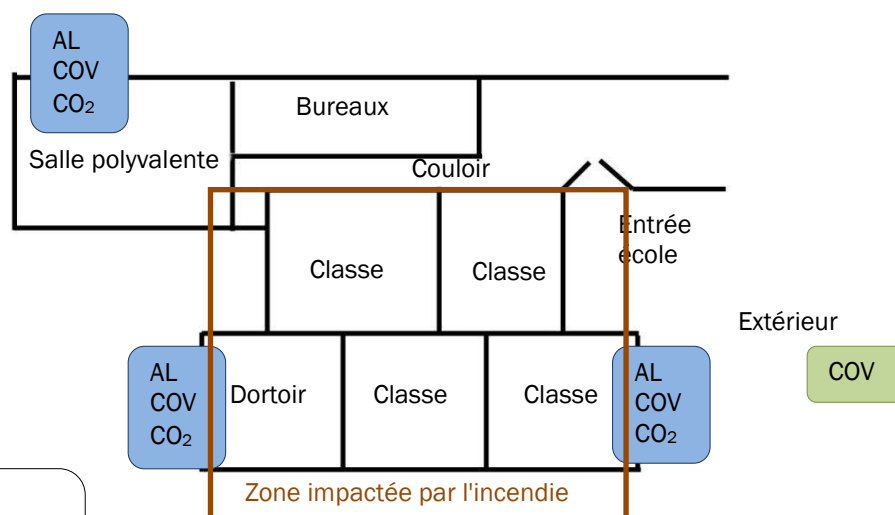 AL
COV
CO₂
Bureaux
Salle polyvalente
Couloir
Entrée
école
Classe
Classe
Extérieur
AL
COV
CO₂
Dortoir
Classe
Classe
AL
COV
CO₂
COV
Zone impactée par l'incendie